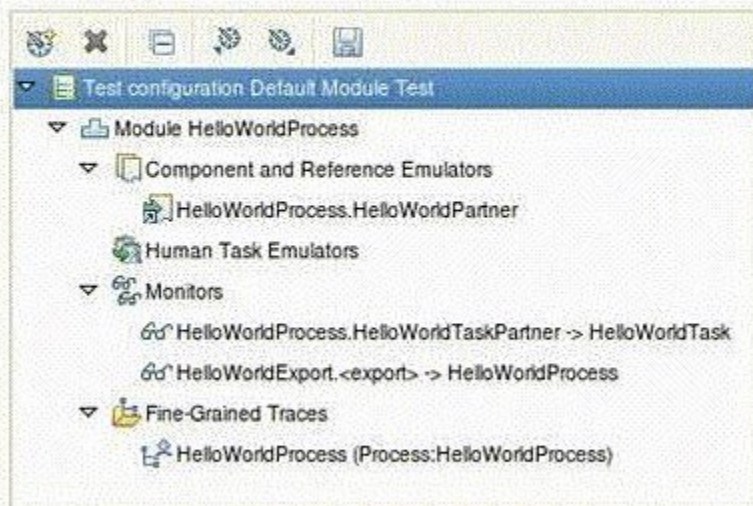 Test configuration Default Module Test
Module HelloWorldProcess
Component and Reference Emulators
HelloWorldProcess.HelloWorldPartner
Human Task Emulators
Monitors
HelloWorldProcess.HelloWorldTaskPartner -> HelloWorldTask
HelloWorldExport.<export> -> HelloWorldProcess
Fine-Grained Traces
HelloWorldProcess (Process:HelloWorldProcess)